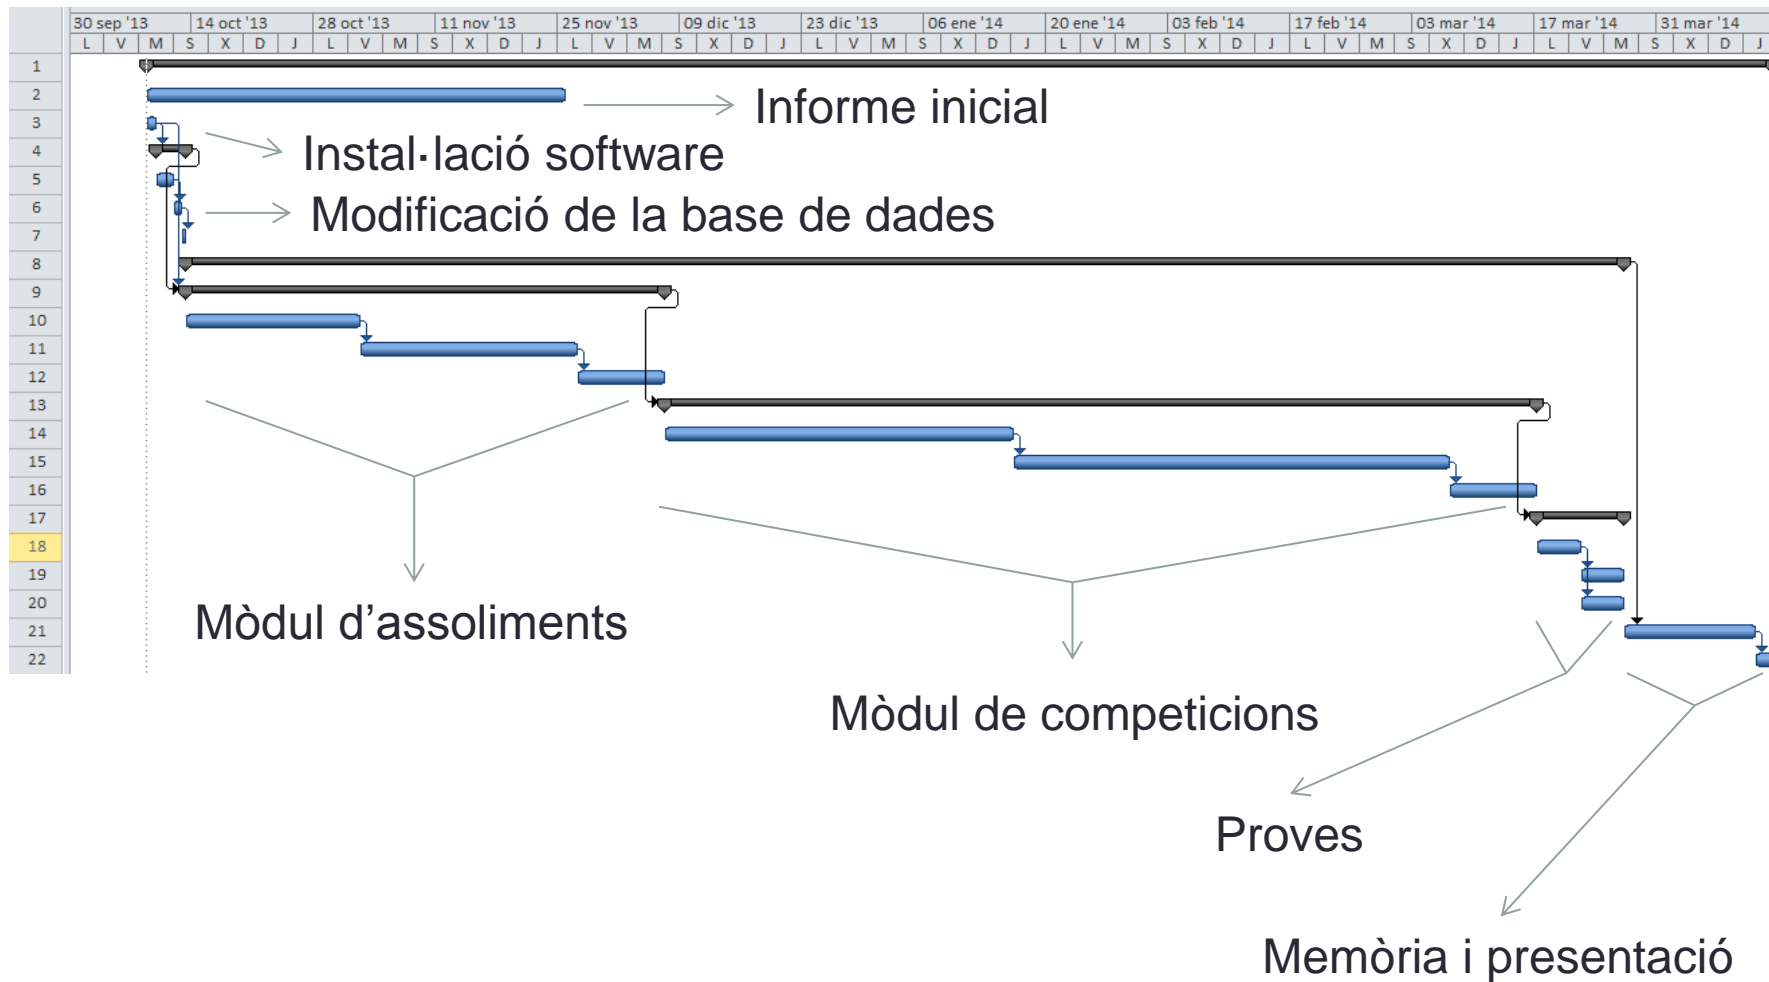 30 sep '13 14 oct '13 28 oct '13 11 nov '13 25 nov '13 09 dic '13 23 dic '13 06 ene '14 20 ene '14 03 feb '14 17 feb '14 03 mar '14 17 mar '14 31 mar '14
L V M S X D J L V M S X D J L V M S X D J L V M S X D J L V M S X D J L V M S X D J L V M S X D J
1
2 Informe inicial
3
4 Instal·lació software
5
6 Modificació de la base de dades
7
8
9
10
11
12
13
14
15
16
17
18
19
20
21
22
Mòdul d’assoliments
Mòdul de competicions
Proves
Memòria i presentació